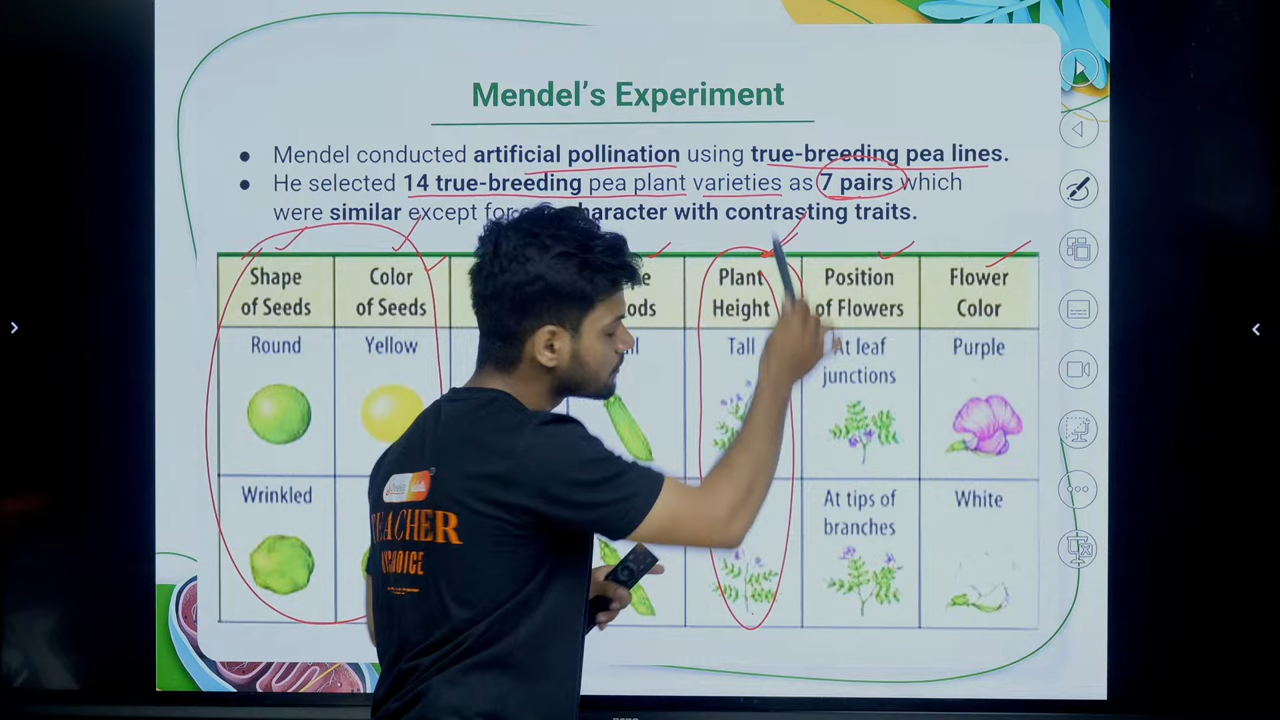 Mendel's Experiment
● Mendel conducted artificial pollination using true-breeding pea lines.
● He selected 14 true-breeding pea plant varieties as 7 pairs which
were similar except for character with contrasting traits.
Shape
of Seeds
Color
of Seeds
Plant
Height
Position
of Flowers
Flower
Color
Round
Yellow
Tall
At leaf
junctions
Purple
Wrinkled
At tips of
branches
White
TEACHER